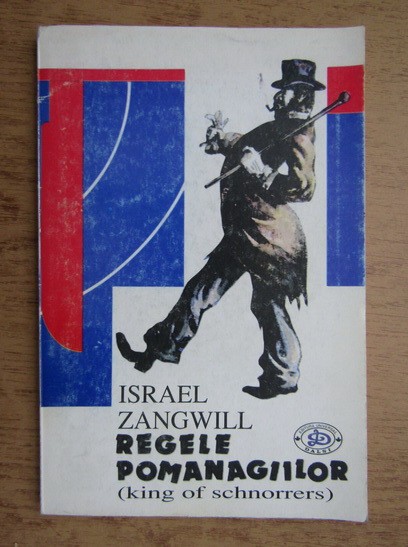 ISRAEL
ZANGWILL
REGELE
POMANAGIILOR
(king of schnorrers)